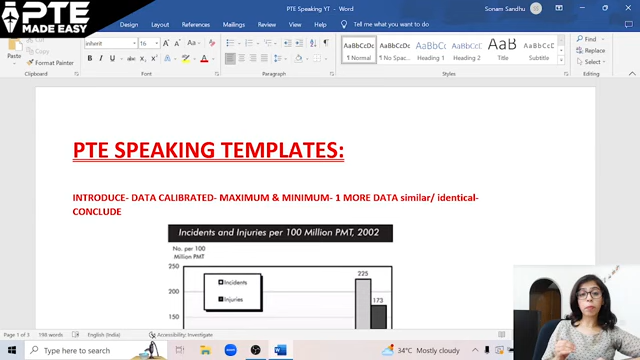 PTE
MADE EASY
PTE Speaking YT - Word
Sonam Sandhu
Design Layout References Mailings Review View Help Tell me what you want to do
Cut
Copy
Paste
Format Painter
inherit 16
Find
Replace
Select
AaBbCcDc AaBbCcDc AaBbCc AaBbCcC AaB AaBbCcC
¶ Normal ¶ No Spac... Heading 1 Heading 2 Title Subtitle
Clipboard Font Paragraph Styles Editing
PTE SPEAKING TEMPLATES:
INTRODUCE- DATA CALIBRATED- MAXIMUM & MINIMUM- 1 MORE DATA similar/ identical-
CONCLUDE
Incidents and Injuries per 100 Million PMT, 2002
No. per 100
Million PMT
250
225
Incidents
200
Injuries
173
150
Page 1 of 3 198 words English (India) Accessibility: Investigate
Type here to search
34°C Mostly cloudy